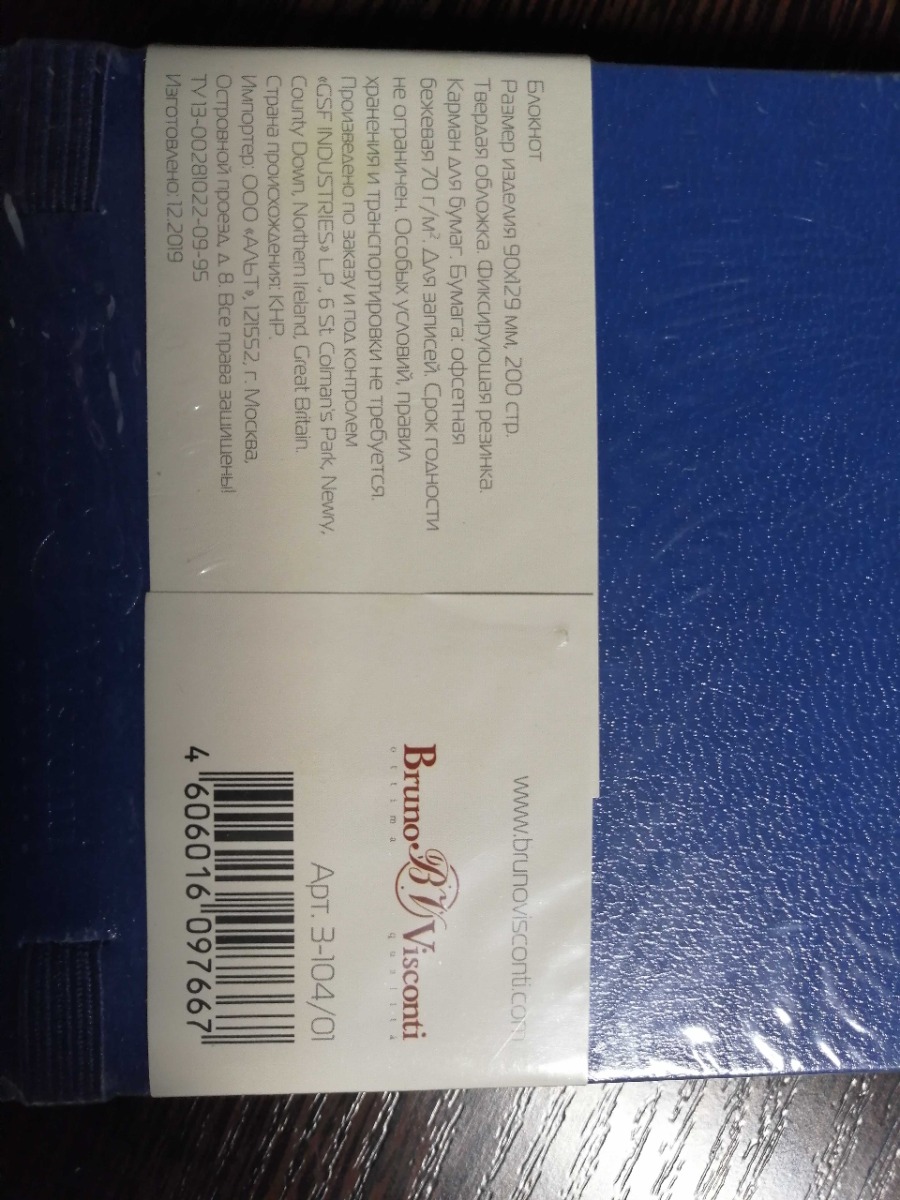 Блокнот
Размер изделия 90х129 мм, 200 стр.
Твердая обложка. Фиксирующая резинка.
Карман для бумаг. Бумага: офсетная
бежевая 70 г/м². Для записей. Срок годности
не ограничен. Особых условий, правил
хранения и транспортировки не требуется.
Произведено по заказу и под контролем
«GSF INDUSTRIES» LP., 6 St. Colman's Park, Newry,
County Down, Northern Ireland, Great Britain.
Страна происхождения: КНР.
Импортер: ООО «АЛЬТ», 121552, г. Москва,
Островной проезд, д. 8. Все права защищены!
ТУ 13-00281022-09-95
Изготовлено: 12.2019
www.brunovisconti.com
Bruno BV Visconti
ottima qualità
Арт. 3-104/01
4 606016 097667